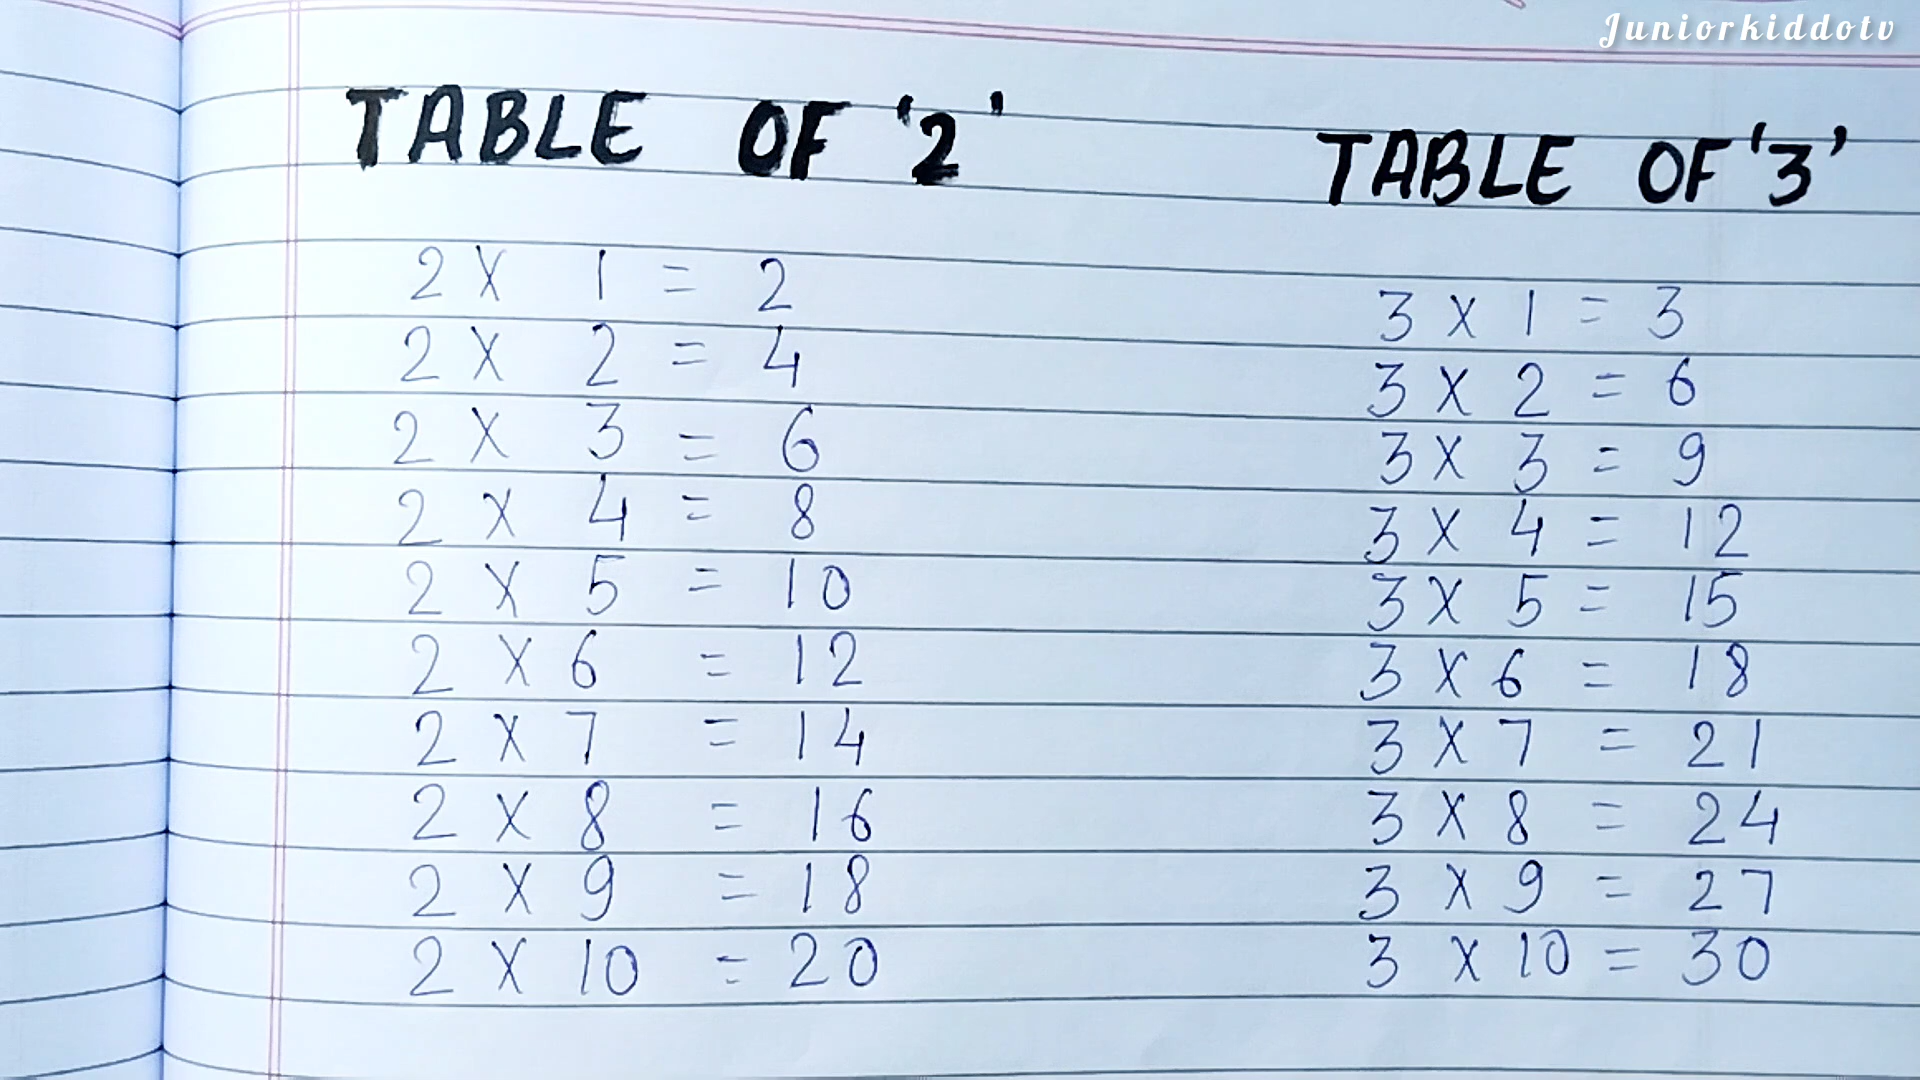 Juniorkiddotv
TABLE OF '2'
2 X 1 = 2
2 X 2 = 4
2 X 3 = 6
2 X 4 = 8
2 X 5 = 10
2 X 6 = 12
2 X 7 = 14
2 X 8 = 16
2 X 9 = 18
2 X 10 = 20
TABLE OF '3'
3 X 1 = 3
3 X 2 = 6
3 X 3 = 9
3 X 4 = 12
3 X 5 = 15
3 X 6 = 18
3 X 7 = 21
3 X 8 = 24
3 X 9 = 27
3 X 10 = 30